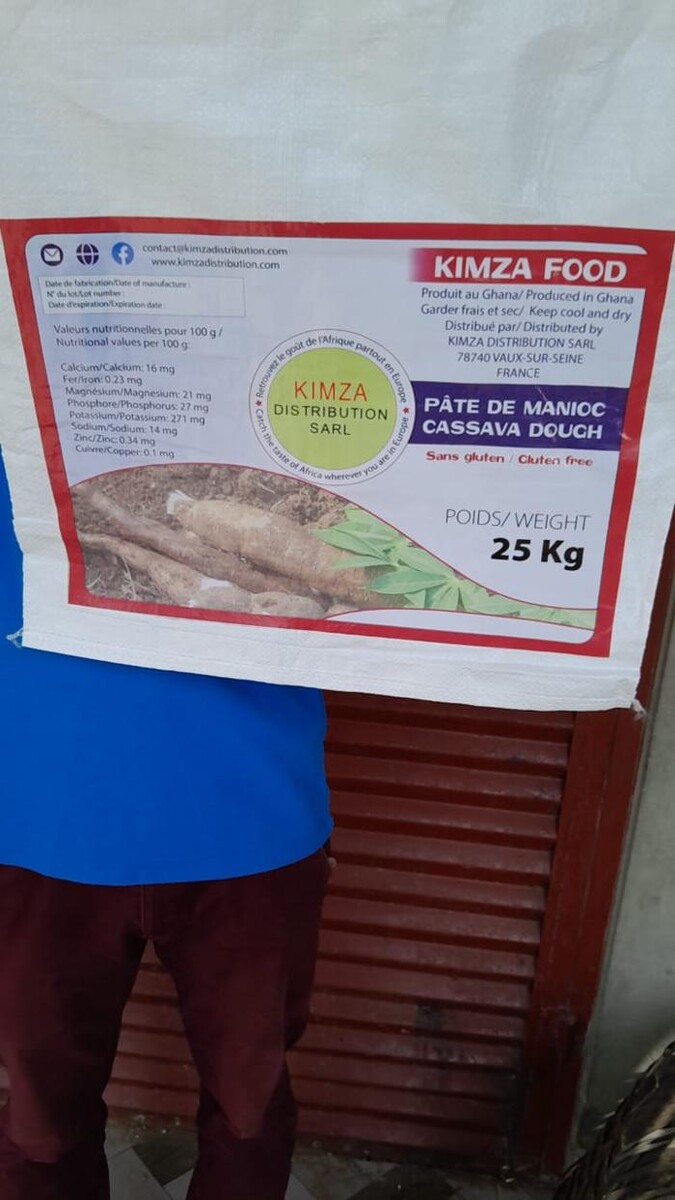 contact@kimzadistribution.com
www.kimzadistribution.com
Date de fabrication/Date of manufacture :
N° du lot/Lot number :
Date d'expiration/Expiration date :
Valeurs nutritionnelles pour 100 g /
Nutritional values per 100 g:
Calcium/Calcium: 16 mg
Fer/Iron: 0.23 mg
Magnésium/Magnesium: 21 mg
Phosphore/Phosphorus: 27 mg
Potassium/Potassium: 271 mg
Sodium/Sodium: 14 mg
Zinc/Zinc: 0.34 mg
Cuivre/Copper: 0.1 mg
Retrouvez le goût de l'Afrique partout en Europe
KIMZA
DISTRIBUTION
SARL
Catch the taste of Africa wherever you are in Europe
KIMZA FOOD
Produit au Ghana/ Produced in Ghana
Garder frais et sec/ Keep cool and dry
Distribué par/ Distributed by
KIMZA DISTRIBUTION SARL
78740 VAUX-SUR-SEINE
FRANCE
PÂTE DE MANIOC
CASSAVA DOUGH
Sans gluten / Gluten free
POIDS/ WEIGHT
25 Kg